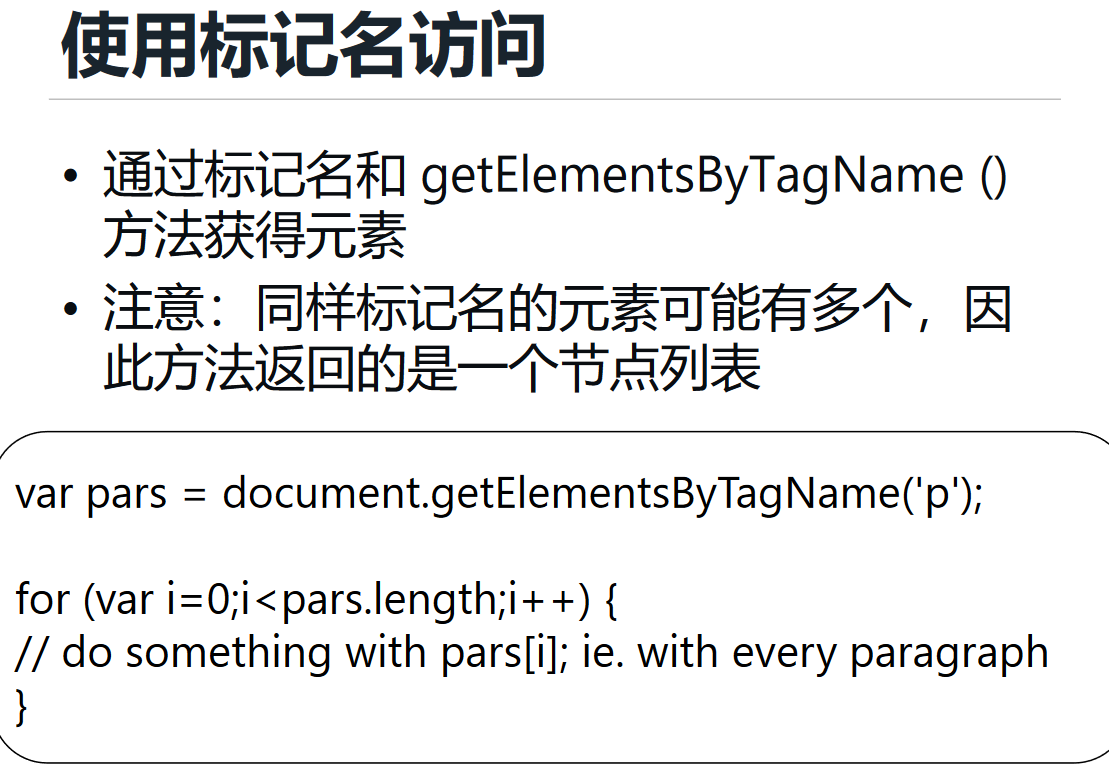 使用标记名访问
• 通过标记名和 getElementsByTagName ()
方法获得元素
• 注意：同样标记名的元素可能有多个，因
此方法返回的是一个节点列表
var pars = document.getElementsByTagName('p');
for (var i=0;i<pars.length;i++) {
// do something with pars[i]; ie. with every paragraph
}